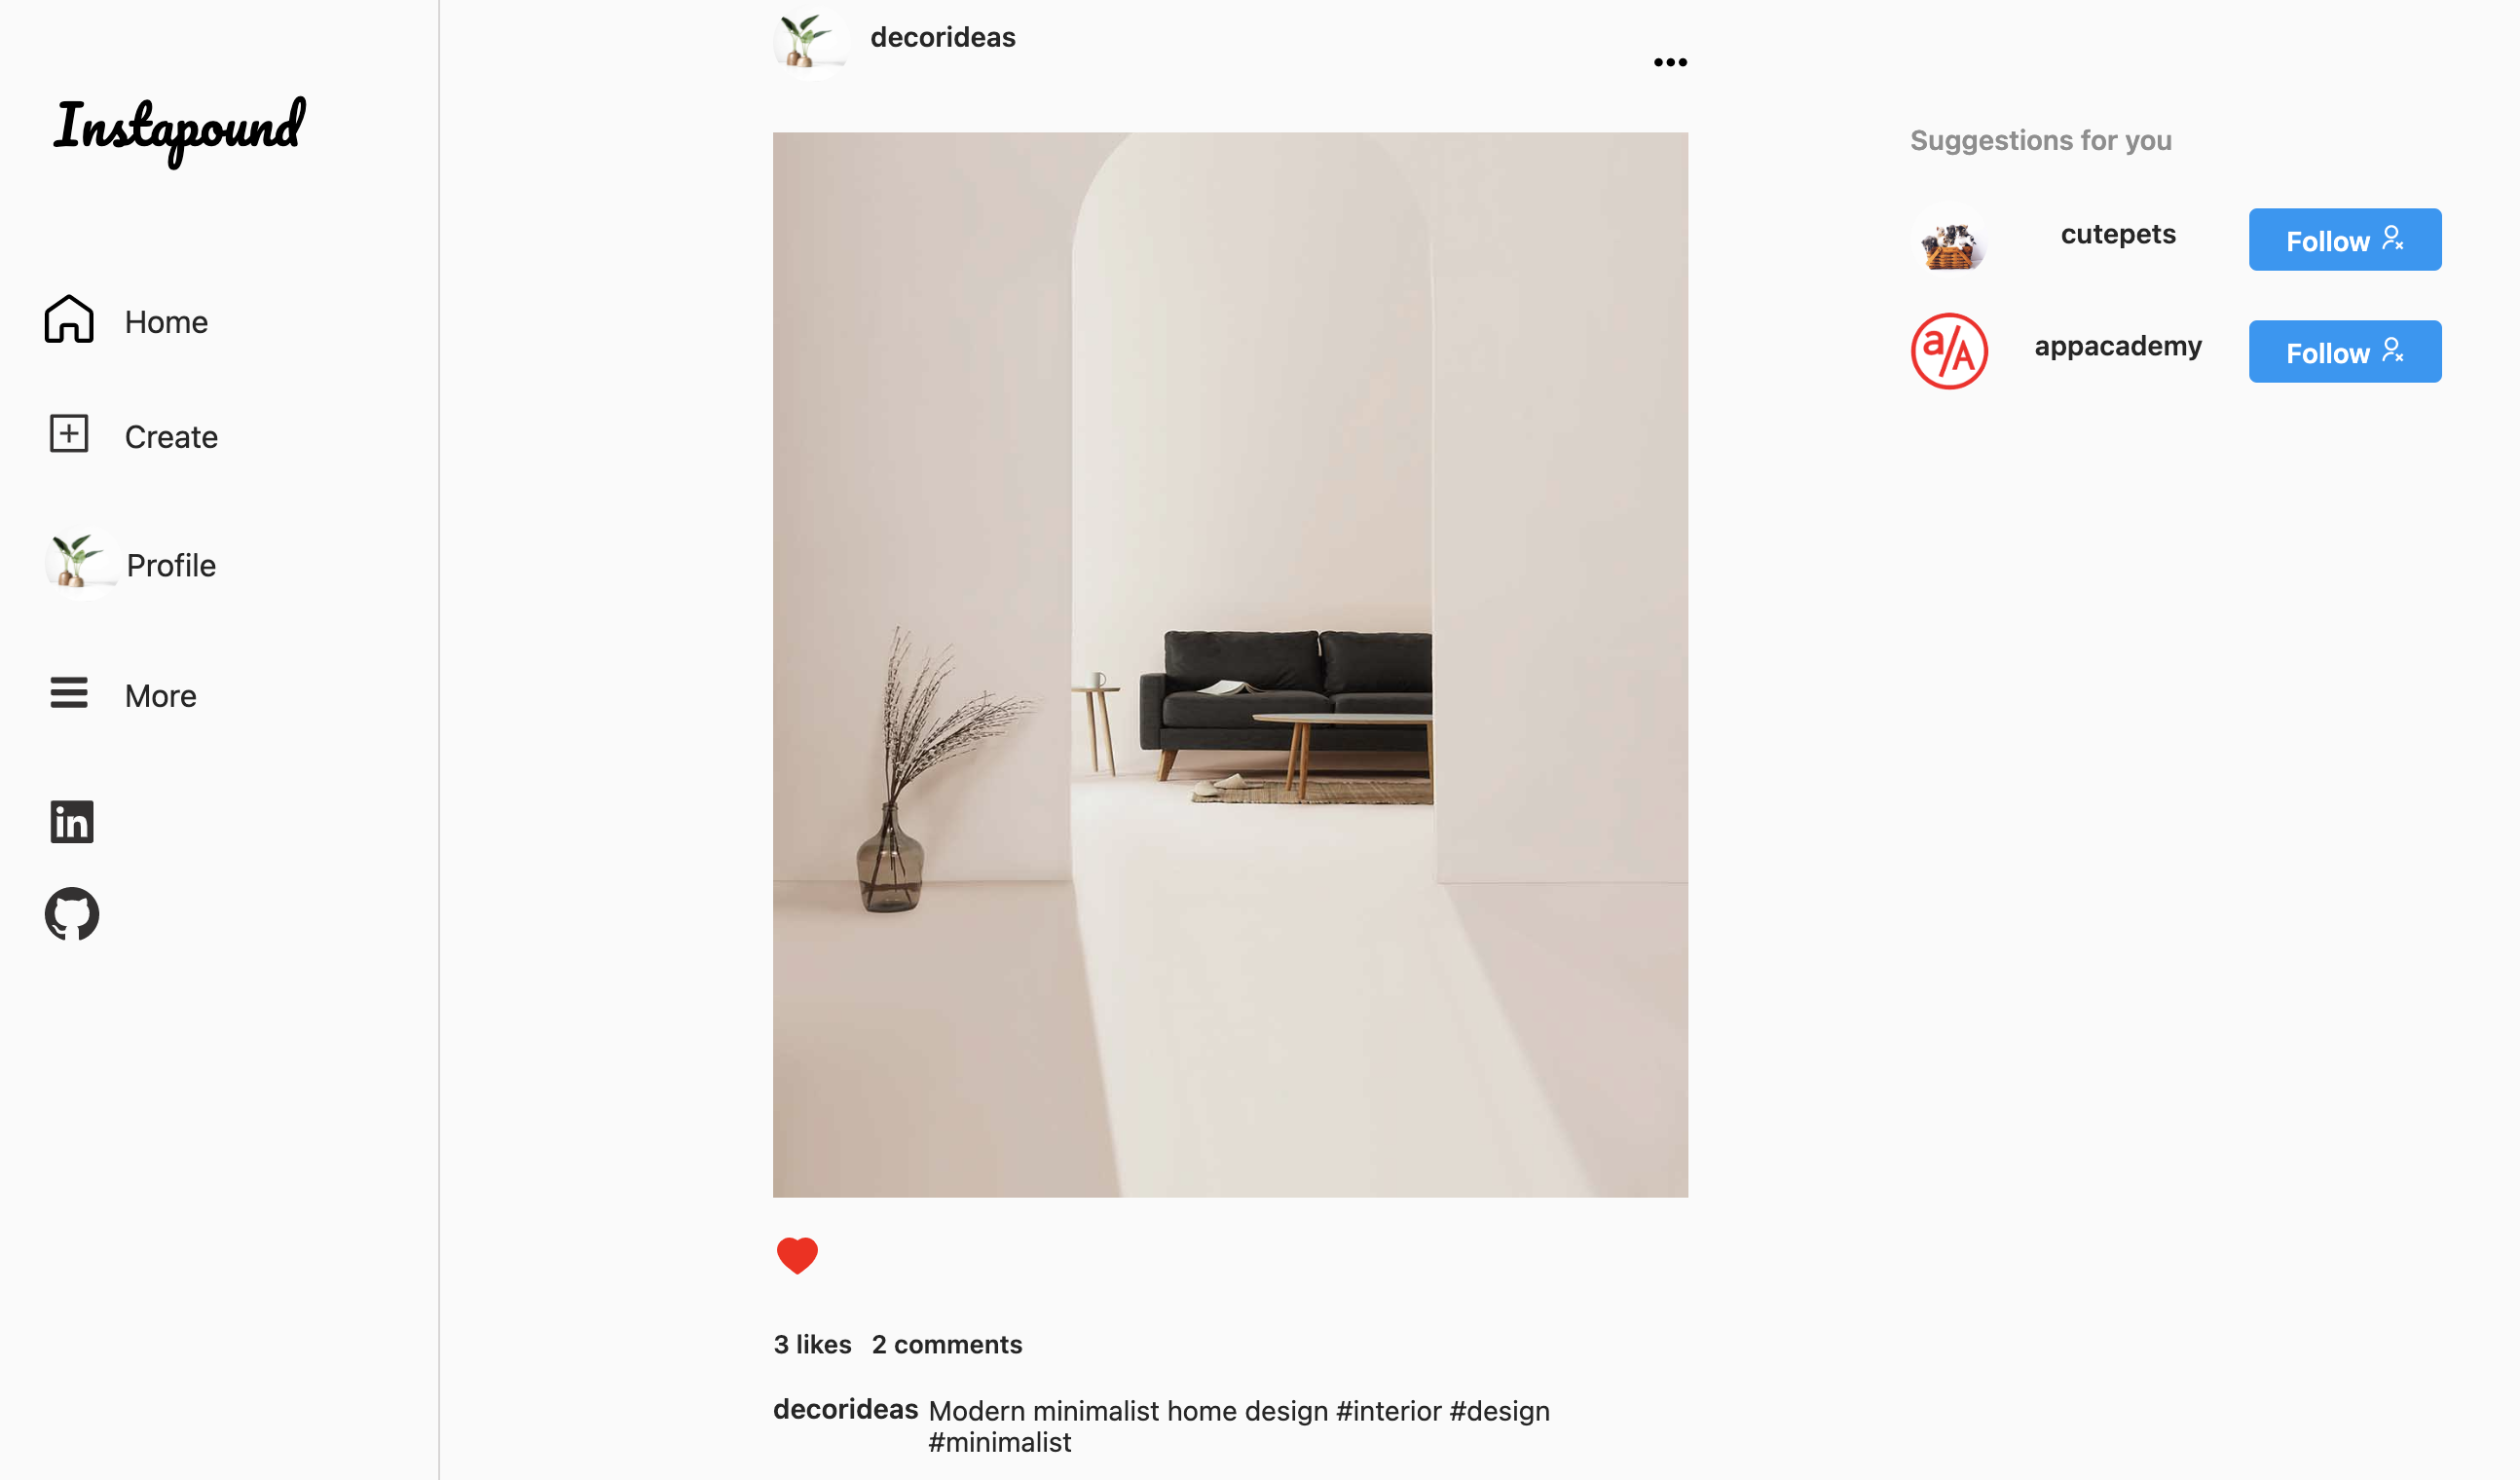 Instapound
Home
Create
Profile
More
in
decorideas
3 likes 2 comments
decorideas Modern minimalist home design #interior #design
#minimalist
Suggestions for you
cutepets Follow
a/A appacademy Follow